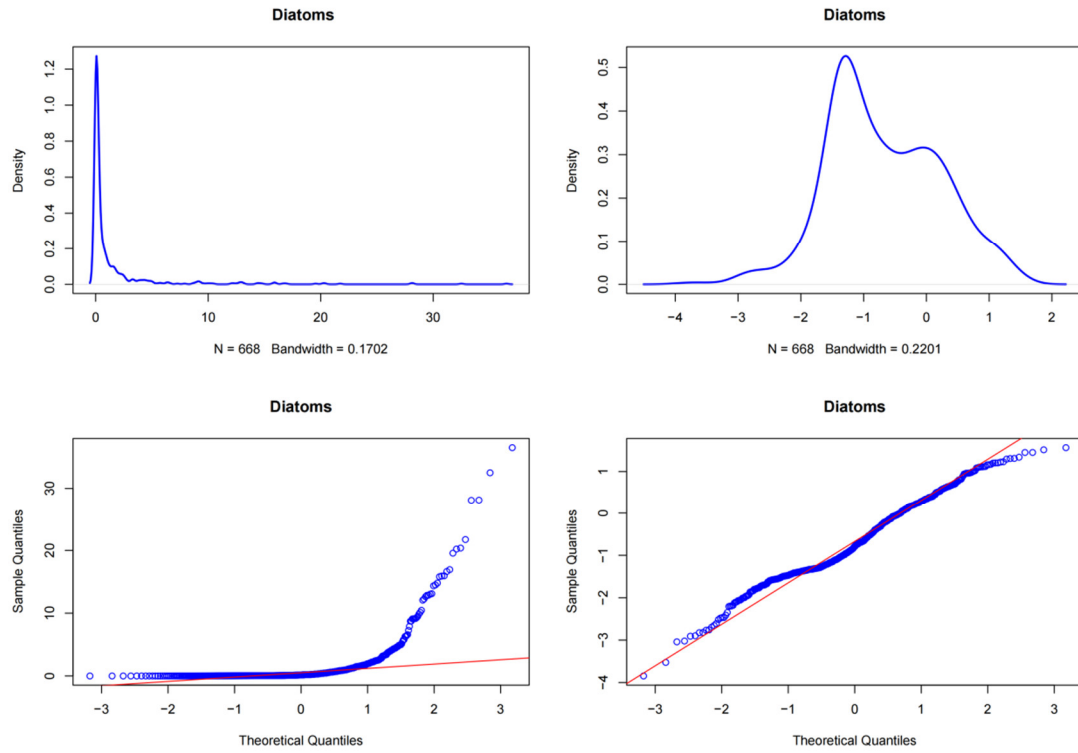 Diatoms
Density
0.0 0.2 0.4 0.6 0.8 1.0 1.2
0 10 20 30
N = 668 Bandwidth = 0.1702
Diatoms
Density
0.0 0.1 0.2 0.3 0.4 0.5
−4 −3 −2 −1 0 1 2
N = 668 Bandwidth = 0.2201
Diatoms
Sample Quantiles
0 10 20 30
−3 −2 −1 0 1 2 3
Theoretical Quantiles
Diatoms
Sample Quantiles
−4 −3 −2 −1 0 1
−3 −2 −1 0 1 2 3
Theoretical Quantiles